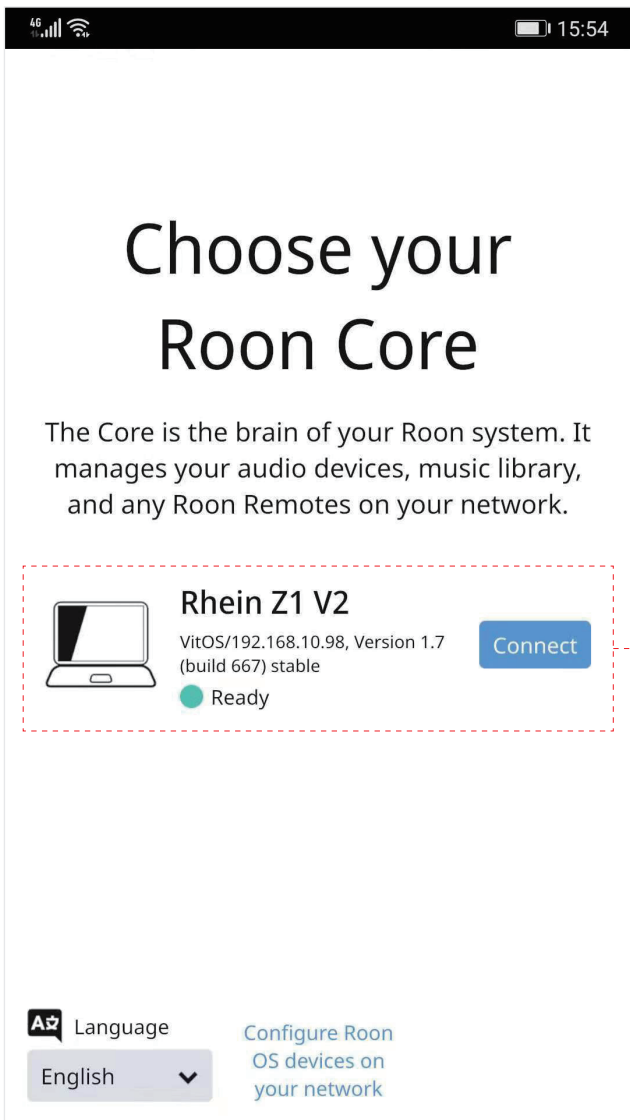 4G 15:54
Choose your
Roon Core
The Core is the brain of your Roon system. It
manages your audio devices, music library,
and any Roon Remotes on your network.
Rhein Z1 V2
VitOS/192.168.10.98, Version 1.7
(build 667) stable
Ready
Connect
Language
English
Configure Roon
OS devices on
your network